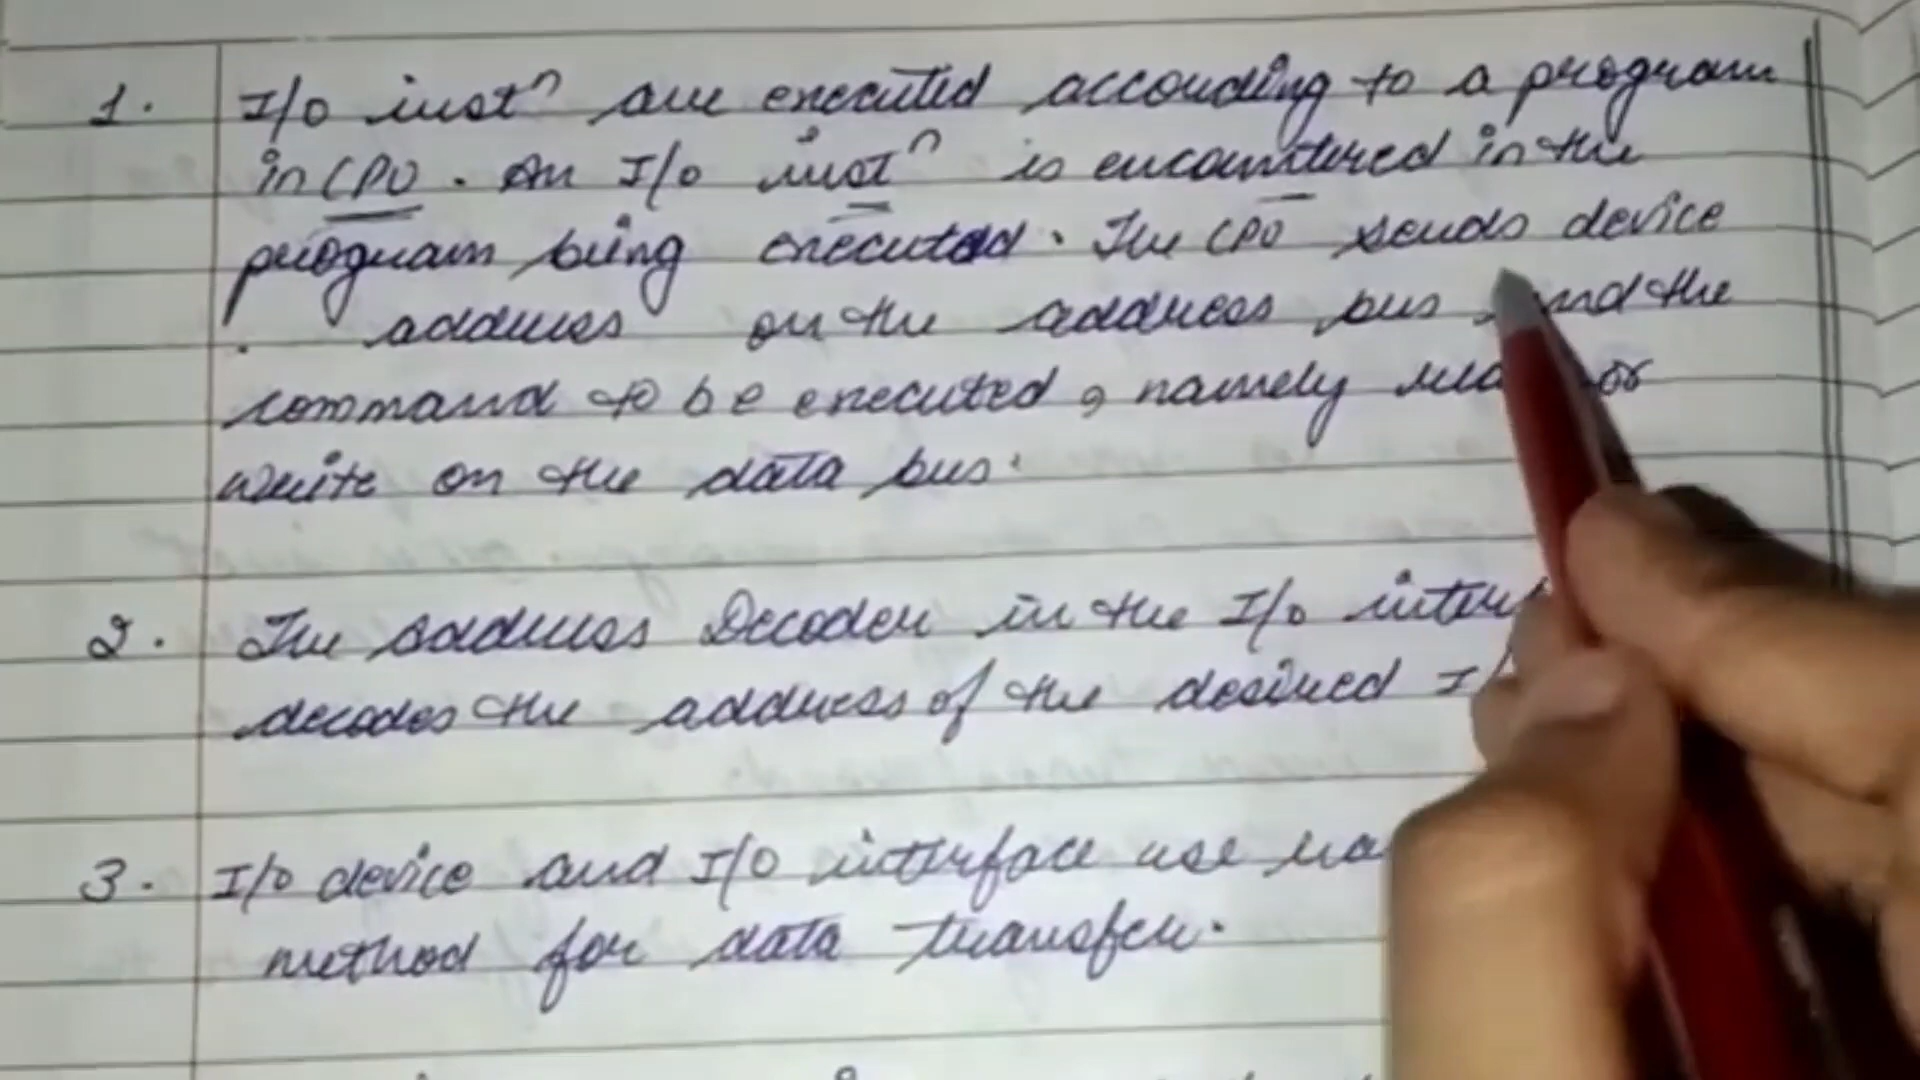 1. I/O instⁿ are executed according to a program
in CPU. An I/O instⁿ is encountered in the
program being executed. The CPU sends device
address on the address bus and the
command to be executed, namely or
write on the data bus.
2. The address Decoder in the I/O
decodes the address of the desired
3. I/O device and I/O interface use
method for data transfer.